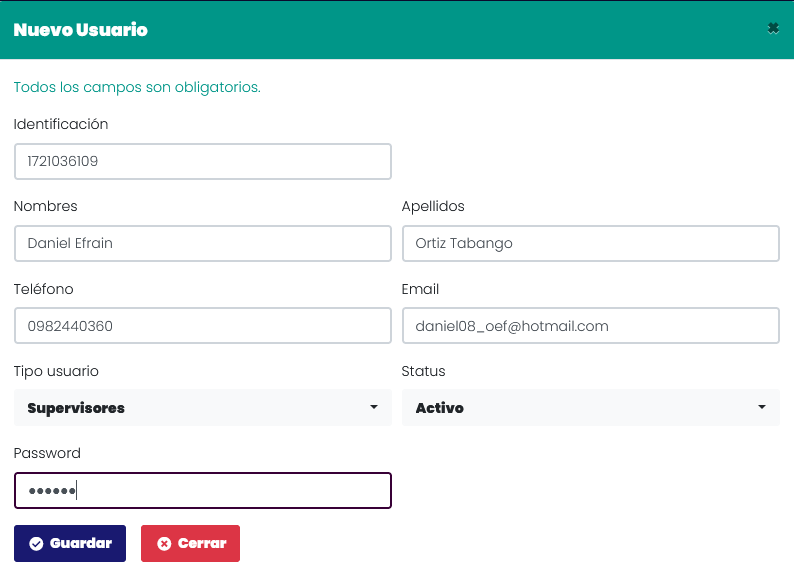 Nuevo Usuario
Todos los campos son obligatorios.
Identificación
1721036109
Nombres Apellidos
Daniel Efrain Ortiz Tabango
Teléfono Email
0982440360 daniel08_oef@hotmail.com
Tipo usuario Status
Supervisores Activo
Password
••••••
Guardar Cerrar